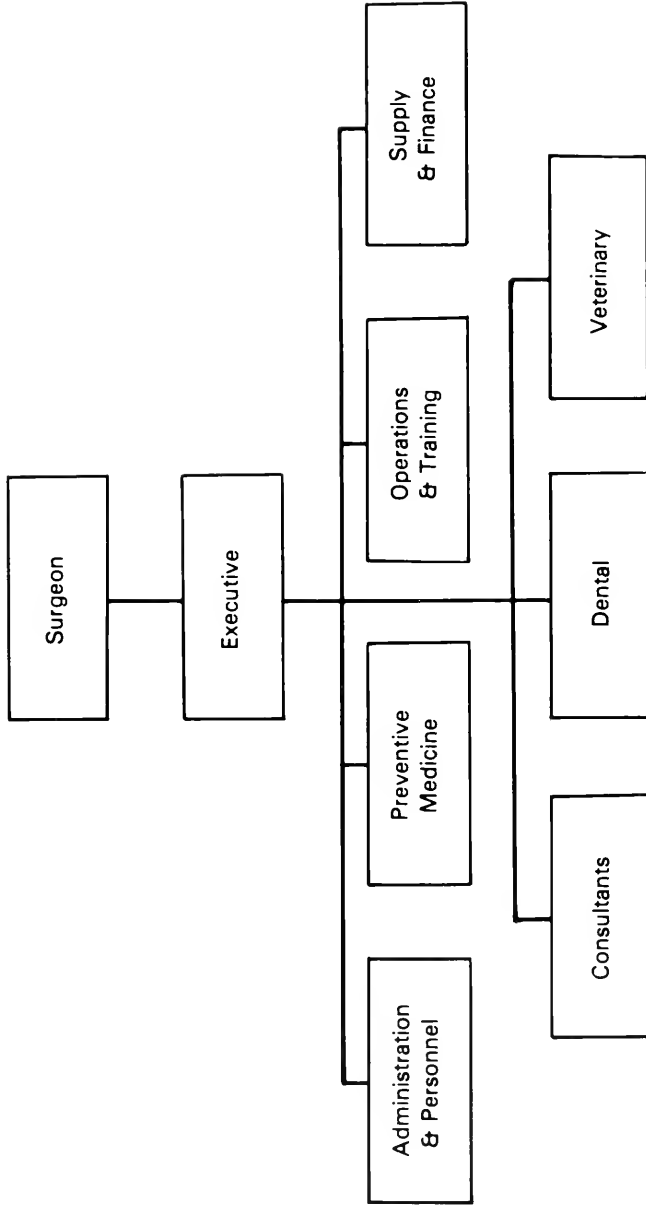 Surgeon
Executive
Administration
& Personnel
Preventive
Medicine
Operations
& Training
Supply
& Finance
Consultants
Dental
Veterinary